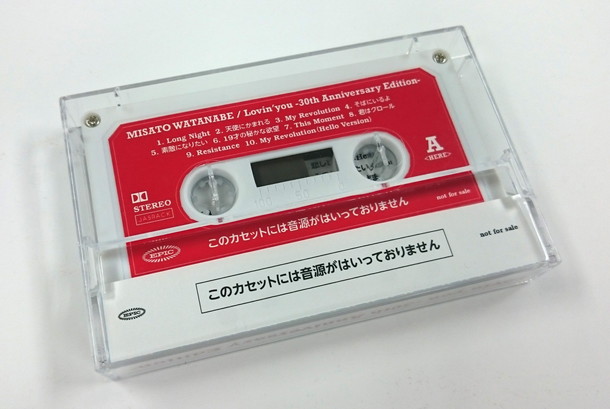 MISATO WATANABE / Lovin'you -30th Anniversary Edition-
1. Long Night 2. 天使にかまれる 3. My Revolution 4. そばにいるよ
5. 素敵になりたい 6. 19才の秘かな欲望 7. This Moment 8. 君はクロール
9. Resistance 10. My Revolution(Hello Version)
A
<HERE>
DOLBY
STEREO
JASRACK
このカセットには音源がはいっておりません
not for sale
EPIC
このカセットには音源がはいっておりません
not for sale
EPIC